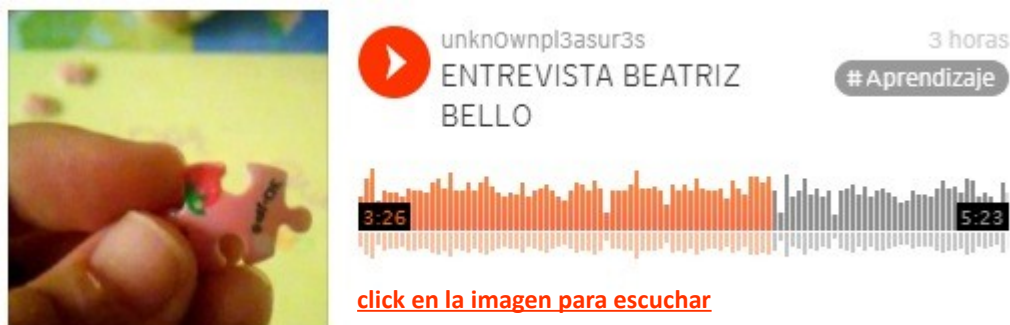 unkn0wnpl3asur3s
3 horas
ENTREVISTA BEATRIZ
BELLO
# Aprendizaje
3:26
5:23
click en la imagen para escuchar